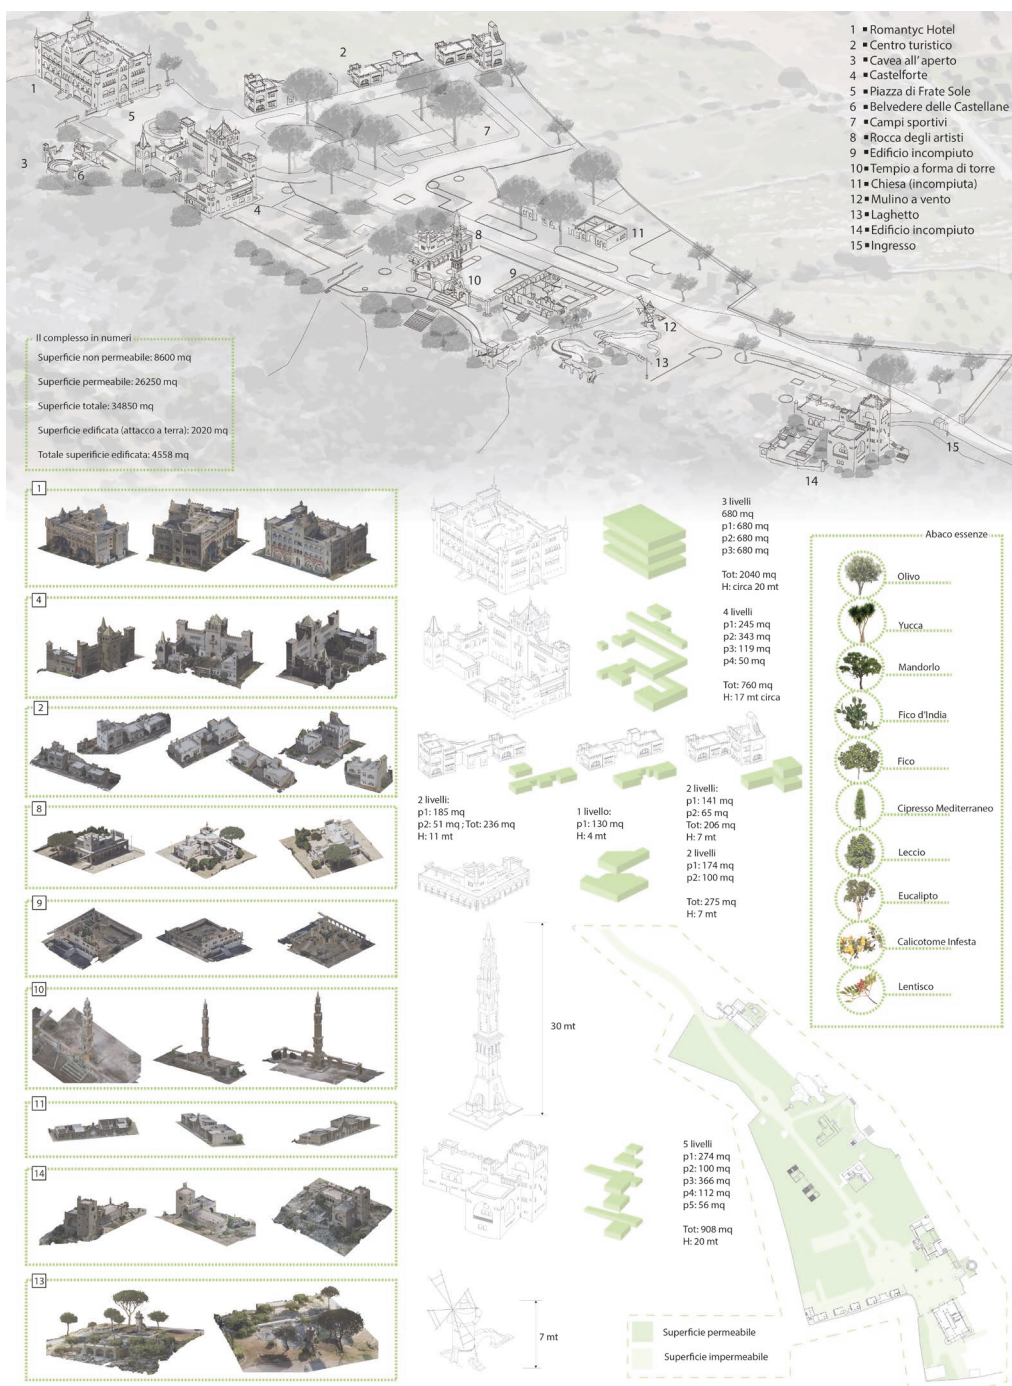 1 ▪ Romantyc Hotel
2 ▪ Centro turistico
3 ▪ Cavea all'aperto
4 ▪ Castelforte
5 ▪ Piazza di Frate Sole
6 ▪ Belvedere delle Castellane
7 ▪ Campi sportivi
8 ▪ Rocca degli artisti
9 ▪ Edificio incompiuto
10 ▪ Tempio a forma di torre
11 ▪ Chiesa (incompiuta)
12 ▪ Mulino a vento
13 ▪ Laghetto
14 ▪ Edificio incompiuto
15 ▪ Ingresso
1
2
3
4
5
6
7
8
9
10
11
12
13
14
15
Il complesso in numeri
Superficie non permeabile: 8600 mq
Superficie permeabile: 26250 mq
Superficie totale: 34850 mq
Superficie edificata (attacco a terra): 2020 mq
Totale superificie edificata: 4558 mq
1
3 livelli
680 mq
p1: 680 mq
p2: 680 mq
p3: 680 mq
Tot: 2040 mq
H: circa 20 mt
4
4 livelli
p1: 245 mq
p2: 343 mq
p3: 119 mq
p4: 50 mq
Tot: 760 mq
H: 17 mt circa
2
2 livelli:
p1: 185 mq
p2: 51 mq ; Tot: 236 mq
H: 11 mt
1 livello:
p1: 130 mq
H: 4 mt
2 livelli:
p1: 141 mq
p2: 65 mq
Tot: 206 mq
H: 7 mt
8
2 livelli
p1: 174 mq
p2: 100 mq
Tot: 275 mq
H: 7 mt
9
10
30 mt
11
14
5 livelli
p1: 274 mq
p2: 100 mq
p3: 366 mq
p4: 112 mq
p5: 56 mq
Tot: 908 mq
H: 20 mt
13
7 mt
Abaco essenze
Olivo
Yucca
Mandorlo
Fico d'India
Fico
Cipresso Mediterraneo
Leccio
Eucalipto
Calicotome Infesta
Lentisco
Superficie permeabile
Superficie impermeabile